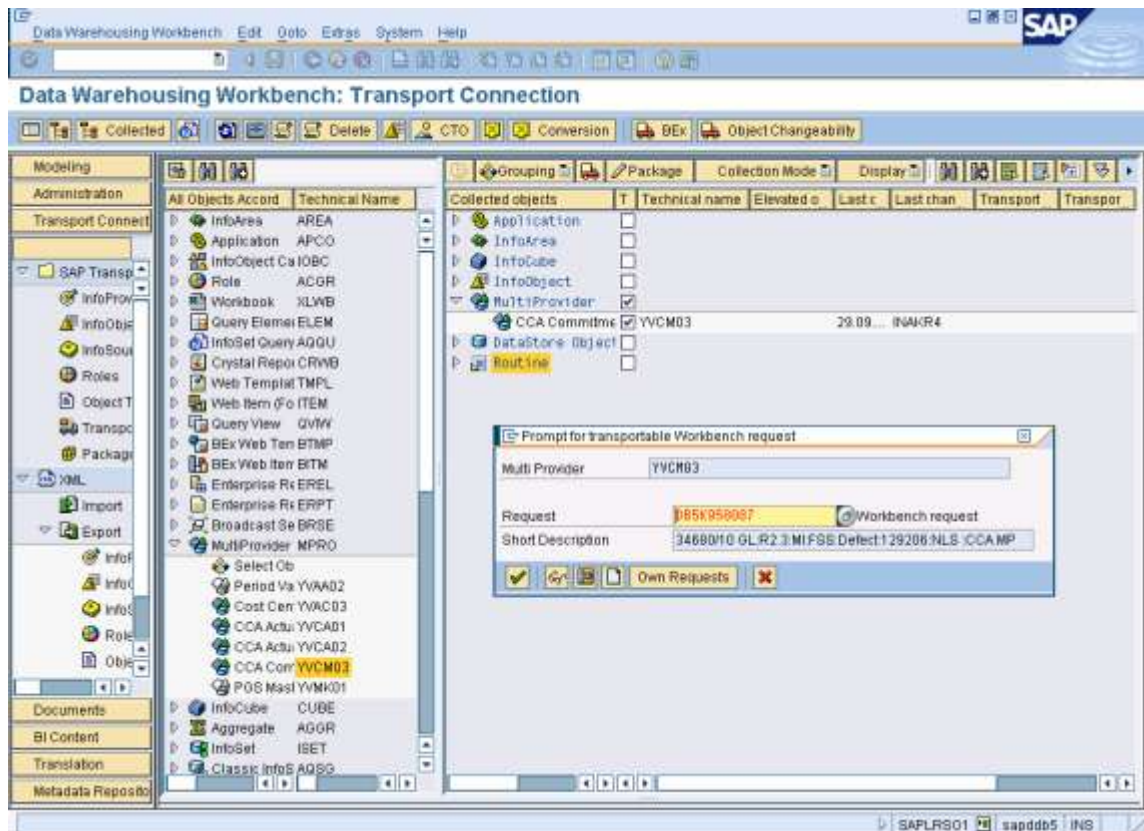 Data Warehousing Workbench Edit Goto Extras System Help
SAP
Data Warehousing Workbench: Transport Connection
Collected Delete CTO Conversion BEx Object Changeability
Modeling
Administration
Transport Connect
SAP Transp
InfoProv
InfoObje
InfoSour
Roles
Object T
Transpo
Package
XML
Import
Export
InfoF
InfoC
InfoS
Role
Obje
Documents
BI Content
Translation
Metadata Reposito
All Objects Accord Technical Name
InfoArea AREA
Application APCO
InfoObject Ca IOBC
Role ACGR
Workbook XLWB
Query Elemei ELEM
InfoSet Query AQQU
Crystal Repor CRWB
Web Templat TMPL
Web Item (Fo ITEM
Query View QVIW
BEx Web Ten BTMP
BEx Web Iten BITM
Enterprise Re EREL
Enterprise Re ERPT
Broadcast Se BRSE
MultiProvider MPRO
Select Ob
Period Va YVAA02
Cost Cen YVAC03
CCA Actu YVCA01
CCA Actu YVCA02
CCA Com YVCM03
PGS Mast YVMK01
InfoCube CUBE
Aggregate AGGR
InfoSet ISET
Classic InfoS AQSG
Grouping Package Collection Mode Display
Collected objects T Technical name Elevated o Last c Last chan Transport Transpor
Application
InfoArea
InfoCube
InfoObject
MultiProvider
CCA Commitme YVCM03 29.09.... INAKR4
DataStore Object
Routine
Prompt for transportable Workbench request
Multi Provider YVCM03
Request DB5K958087 Workbench request
Short Description 34680/10 GL:R2.3:MI:FSS:Defect:129206:NLS :CCA MP
Own Requests
SAPLRSO1 sapddb5 INS